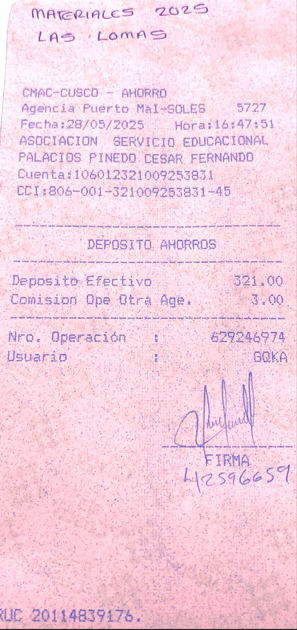 MATERIALES 2025
LAS LOMAS
CMAC-CUSCO - AHORRO
Agencia Puerto Mal-SOLES 5727
Fecha:28/05/2025 Hora:16:47:51
ASOCIACION SERVICIO EDUCACIONAL
PALACIOS PINEDO CESAR FERNANDO
Cuenta:106012321009253831
CCI:806-001-321009253831-45
DEPOSITO AHORROS
Deposito Efectivo 321.00
Comision Ope Otra Age. 3.00
Nro. Operación : 629246974
Usuario : GQKA
FIRMA
42596659
RUC 20114839176.